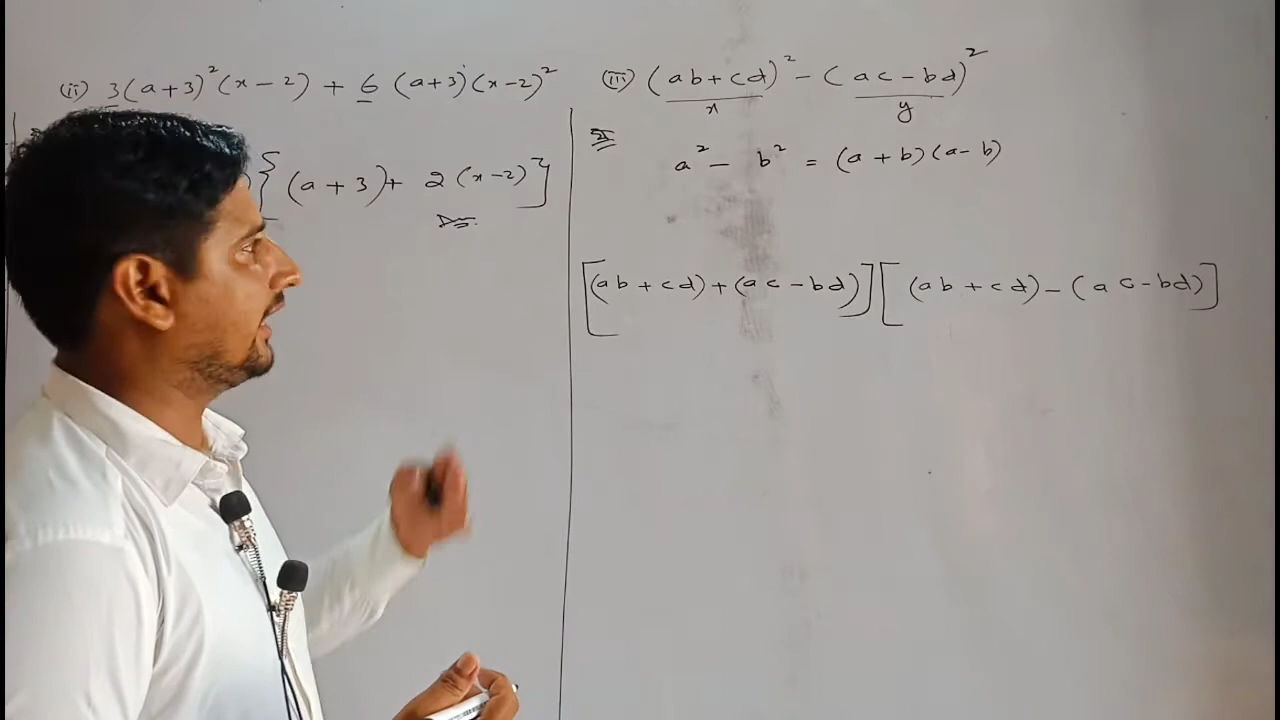 (ii) 3(a+3)²(x-2) + 6 (a+3)(x-2)²
{(a+3)+ 2(x-2)}]
Ans.
(iii) (ab+cd)² - (ac-bd)²
x y
a² - b² = (a+b)(a-b)
[(ab+cd)+(ac-bd)][(ab+cd)-(ac-bd)]